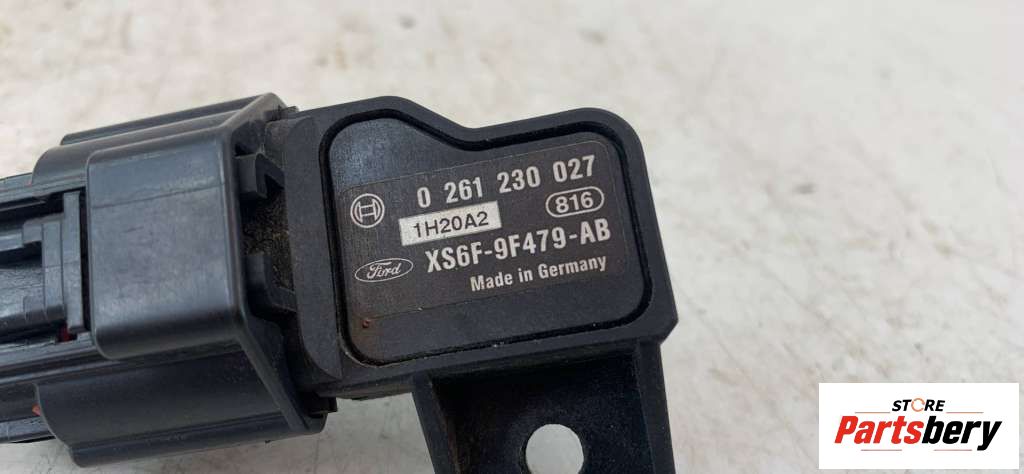 0 261 230 027
1H20A2 816
XS6F-9F479-AB
Ford
Made in Germany
STORE
Partsbery